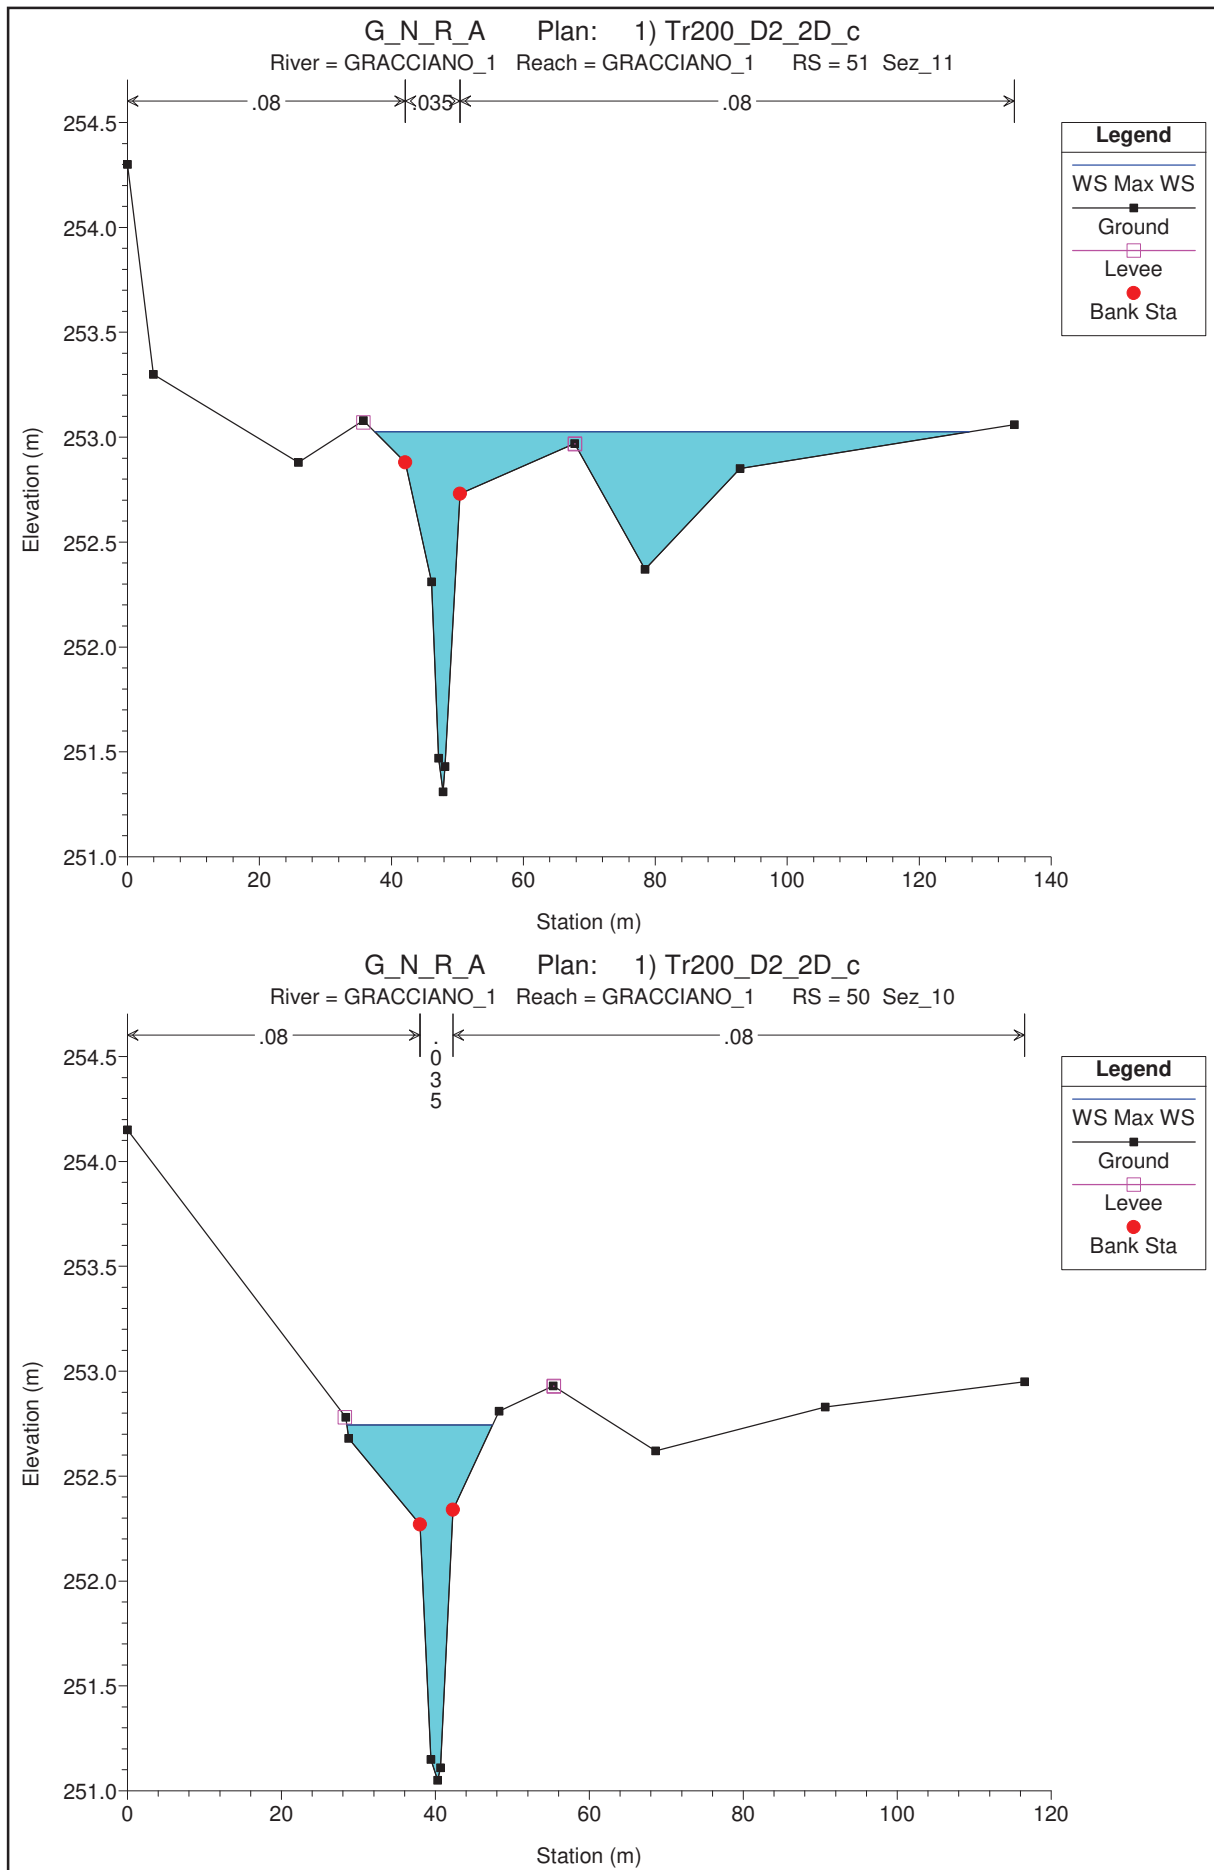 G_N_R_A Plan: 1) Tr200_D2_2D_c
River = GRACCIANO_1 Reach = GRACCIANO_1 RS = 51 Sez_11
.08 .035 .08
254.5
254.0
253.5
253.0
252.5
252.0
251.5
251.0
Elevation (m)
0 20 40 60 80 100 120 140
Station (m)
Legend
WS Max WS
Ground
Levee
Bank Sta
G_N_R_A Plan: 1) Tr200_D2_2D_c
River = GRACCIANO_1 Reach = GRACCIANO_1 RS = 50 Sez_10
.08 .035 .08
254.5
254.0
253.5
253.0
252.5
252.0
251.5
251.0
Elevation (m)
0 20 40 60 80 100 120
Station (m)
Legend
WS Max WS
Ground
Levee
Bank Sta